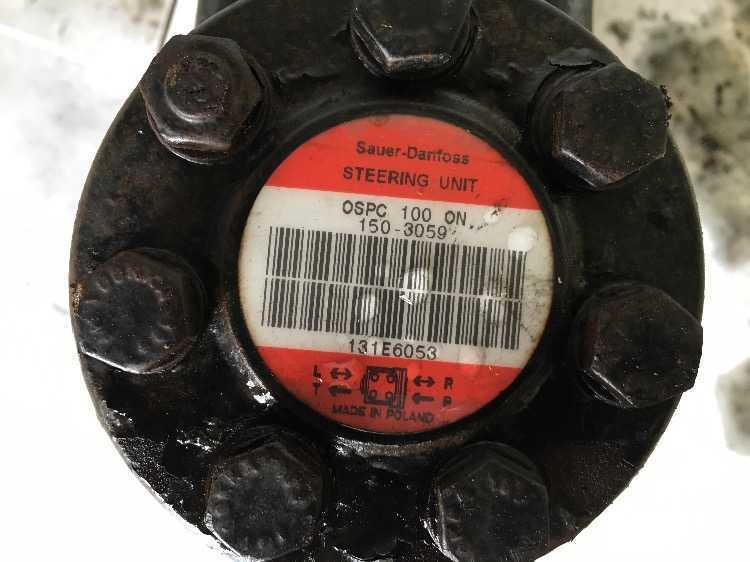 Sauer-Danfoss
STEERING UNIT
OSPC 100 ON
150-3059
131E6053
L R
T P
MADE IN POLAND